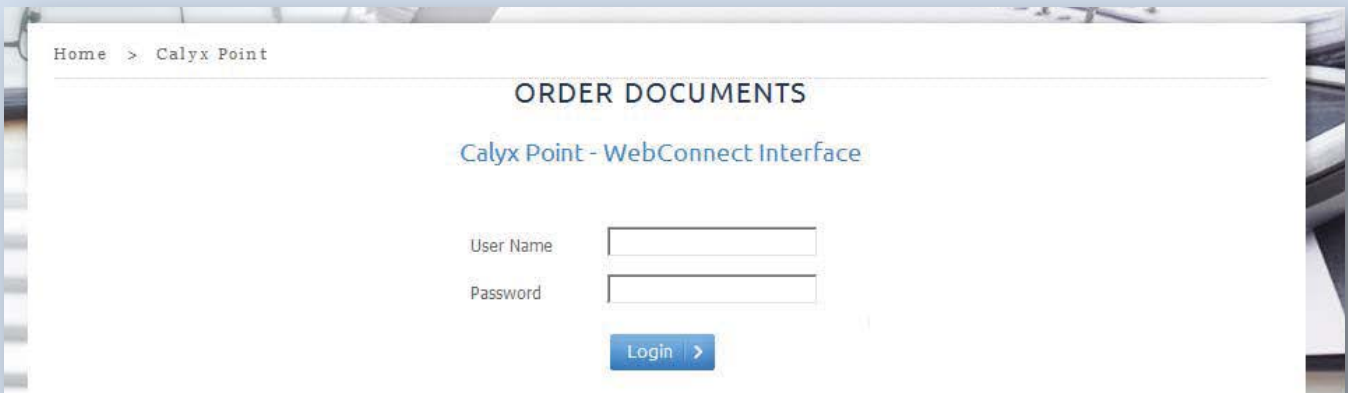 Home > Calyx Point
ORDER DOCUMENTS
Calyx Point - WebConnect Interface
User Name
Password
Login >